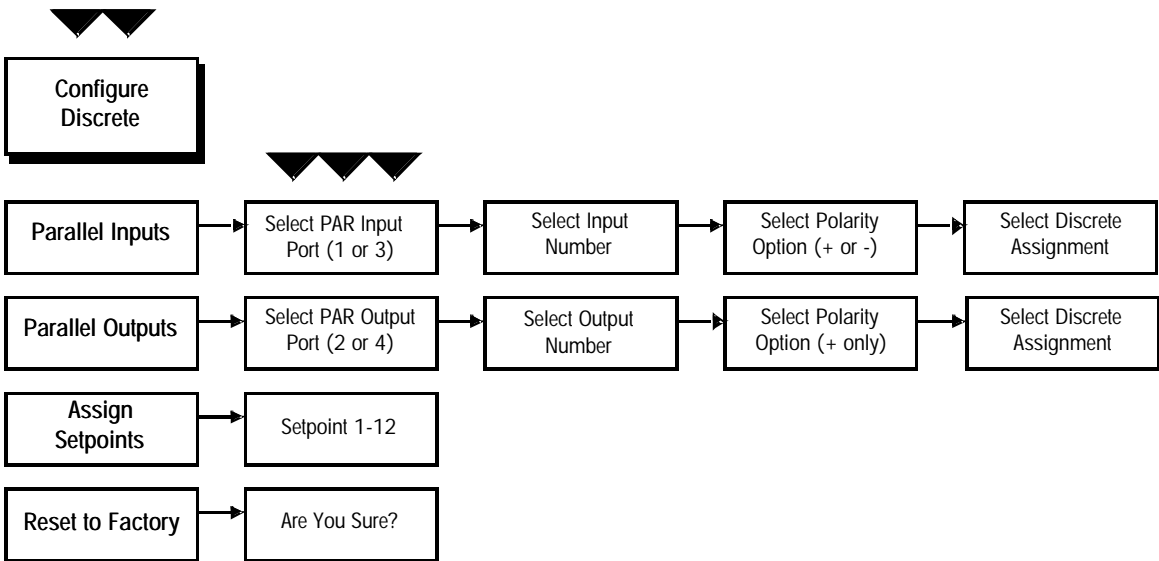 Configure
Discrete
Parallel Inputs
Select PAR Input
Port (1 or 3)
Select Input
Number
Select Polarity
Option (+ or -)
Select Discrete
Assignment
Parallel Outputs
Select PAR Output
Port (2 or 4)
Select Output
Number
Select Polarity
Option (+ only)
Select Discrete
Assignment
Assign
Setpoints
Setpoint 1-12
Reset to Factory
Are You Sure?